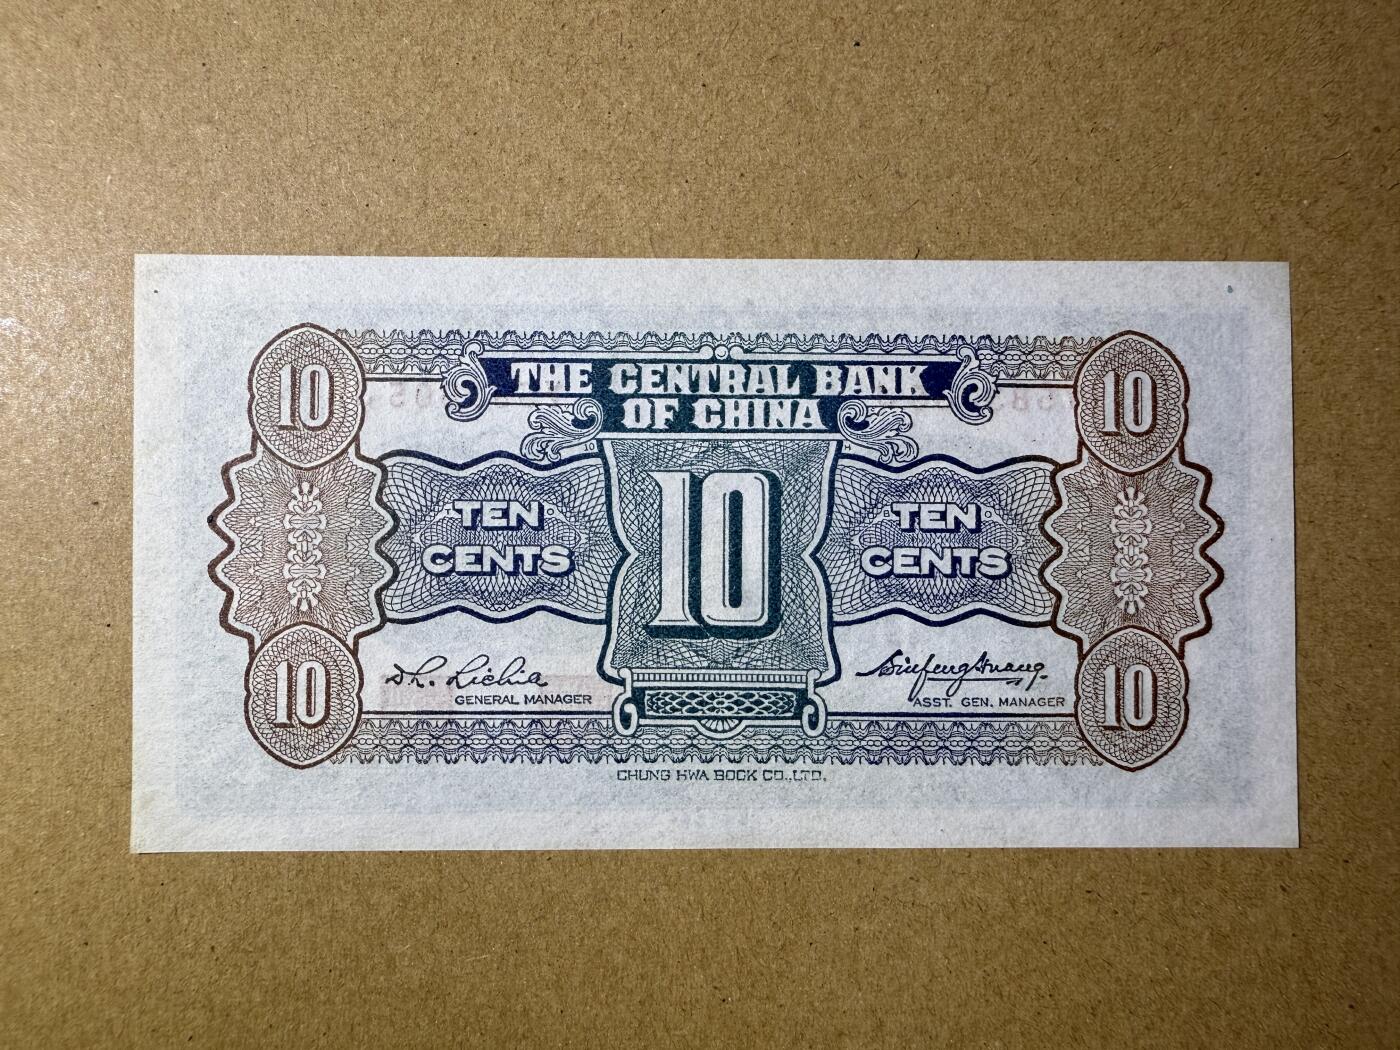 10
10
THE CENTRAL BANK
OF CHINA
10
TEN
CENTS
10
TEN
CENTS
10
10
GENERAL MANAGER
ASST. GEN. MANAGER
CHUNG HWA BOOK CO.,LTD.